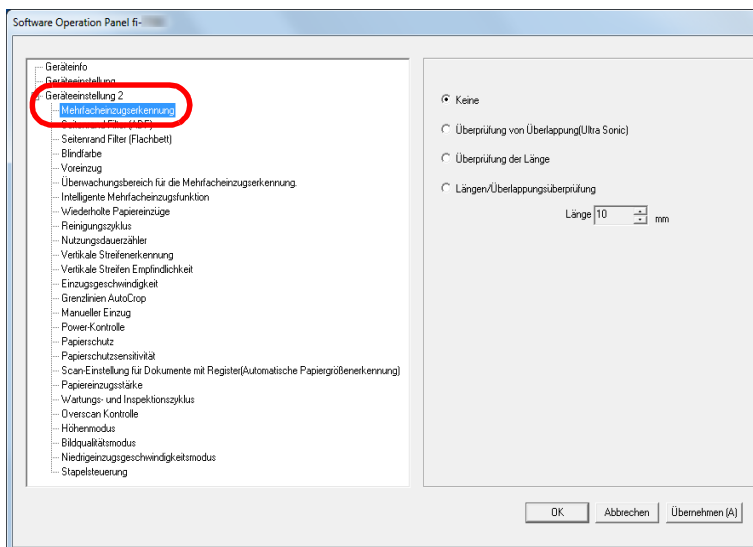 Software Operation Panel fi-
Geräteinfo
Geräteeinstellung
Geräteeinstellung 2
Mehrfacheinzugserkennung
Seitenrand Filter (ADF)
Seitenrand Filter (Flachbett)
Blindfarbe
Voreinzug
Überwachungsbereich für die Mehrfacheinzugserkennung.
Intelligente Mehrfacheinzugsfunktion
Wiederholte Papiereinzüge
Reinigungszyklus
Nutzungsdauerzähler
Vertikale Streifenerkennung
Vertikale Streifen Empfindlichkeit
Einzugsgeschwindigkeit
Grenzlinien AutoCrop
Manueller Einzug
Power-Kontrolle
Papierschutz
Papierschutzsensitivität
Scan-Einstellung für Dokumente mit Register(Automatische Papiergrößenerkennung)
Papiereinzugsstärke
Wartungs- und Inspektionszyklus
Overscan Kontrolle
Höhenmodus
Bildqualitätsmodus
Niedrigeinzugsgeschwindigkeitsmodus
Stapelsteuerung
Keine
Überprüfung von Überlappung(Ultra Sonic)
Überprüfung der Länge
Längen/Überlappungsüberprüfung
Länge 10 mm
OK Abbrechen Übernehmen (A)